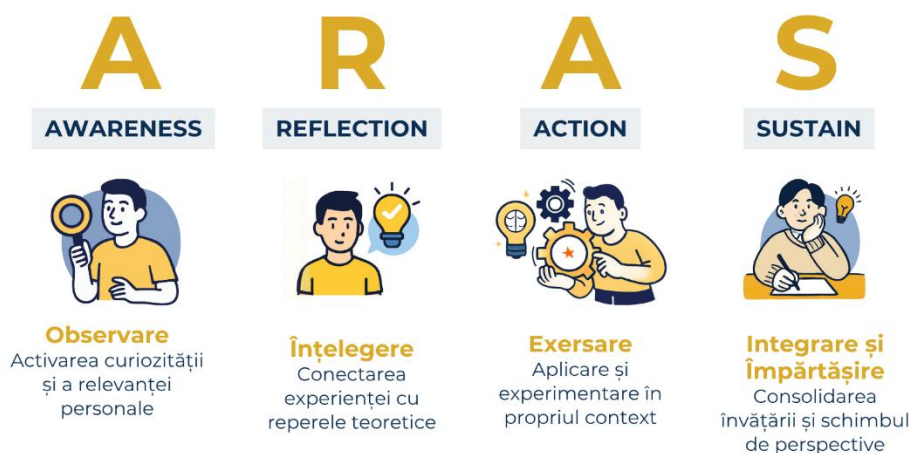 A
AWARENESS
Observare
Activarea curiozității
și a relevanței
personale
R
REFLECTION
Înțelegere
Conectarea
experienței cu
reperele teoretice
A
ACTION
Exersare
Aplicare și
experimentare în
propriul context
S
SUSTAIN
Integrare și
Împărtășire
Consolidarea
învățării și schimbul
de perspective